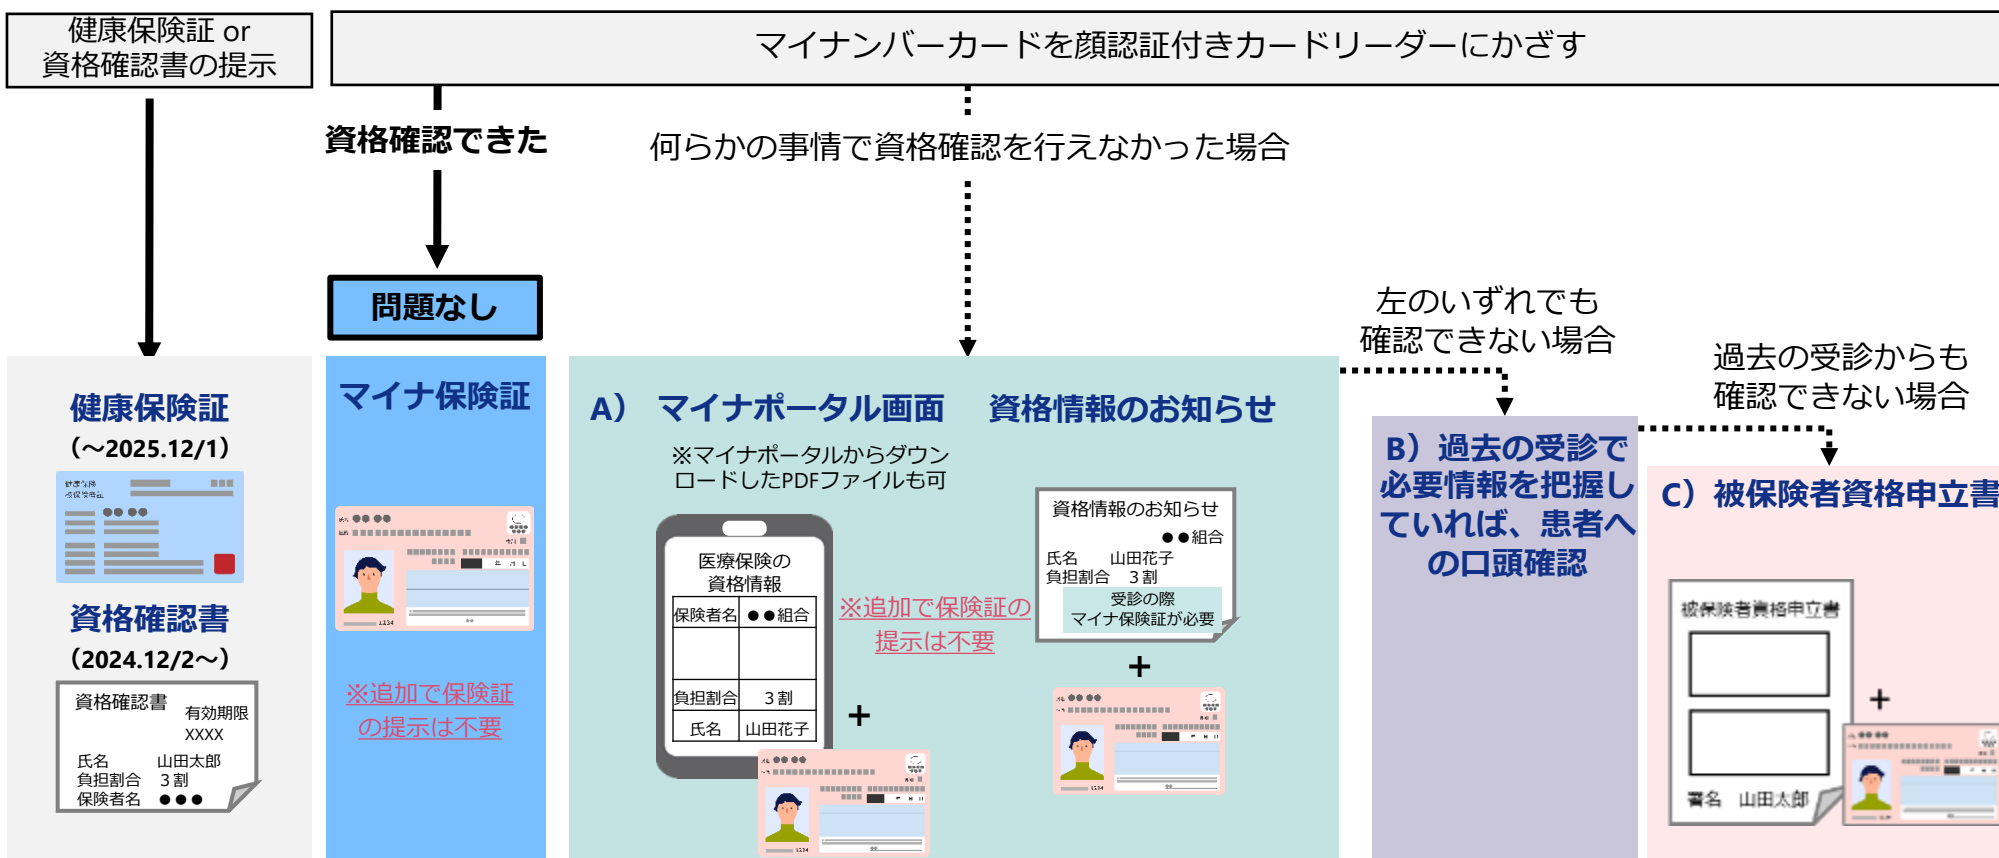 健康保険証 or
資格確認書の提示
マイナンバーカードを顔認証付きカードリーダーにかざす
資格確認できた
何らかの事情で資格確認を行えなかった場合
問題なし
左のいずれでも
確認できない場合
過去の受診からも
確認できない場合
健康保険証
（～2025.12/1）
健康保険
被保険者証
資格確認書
（2024.12/2～）
資格確認書
有効期限
XXXX
氏名 山田太郎
負担割合 3割
保険者名 ●●●
マイナ保険証
1234
※追加で保険証
の提示は不要
A） マイナポータル画面
※マイナポータルからダウン
ロードしたPDFファイルも可
医療保険の
資格情報
保険者名 ●●組合
負担割合 3割
氏名 山田花子
※追加で保険証の
提示は不要
+
1234
資格情報のお知らせ
資格情報のお知らせ
●●組合
氏名 山田花子
負担割合 3割
受診の際
マイナ保険証が必要
+
1234
B）過去の受診で
必要情報を把握し
ていれば、患者へ
の口頭確認
C）被保険者資格申立書
被保険者資格申立書
+
署名 山田太郎